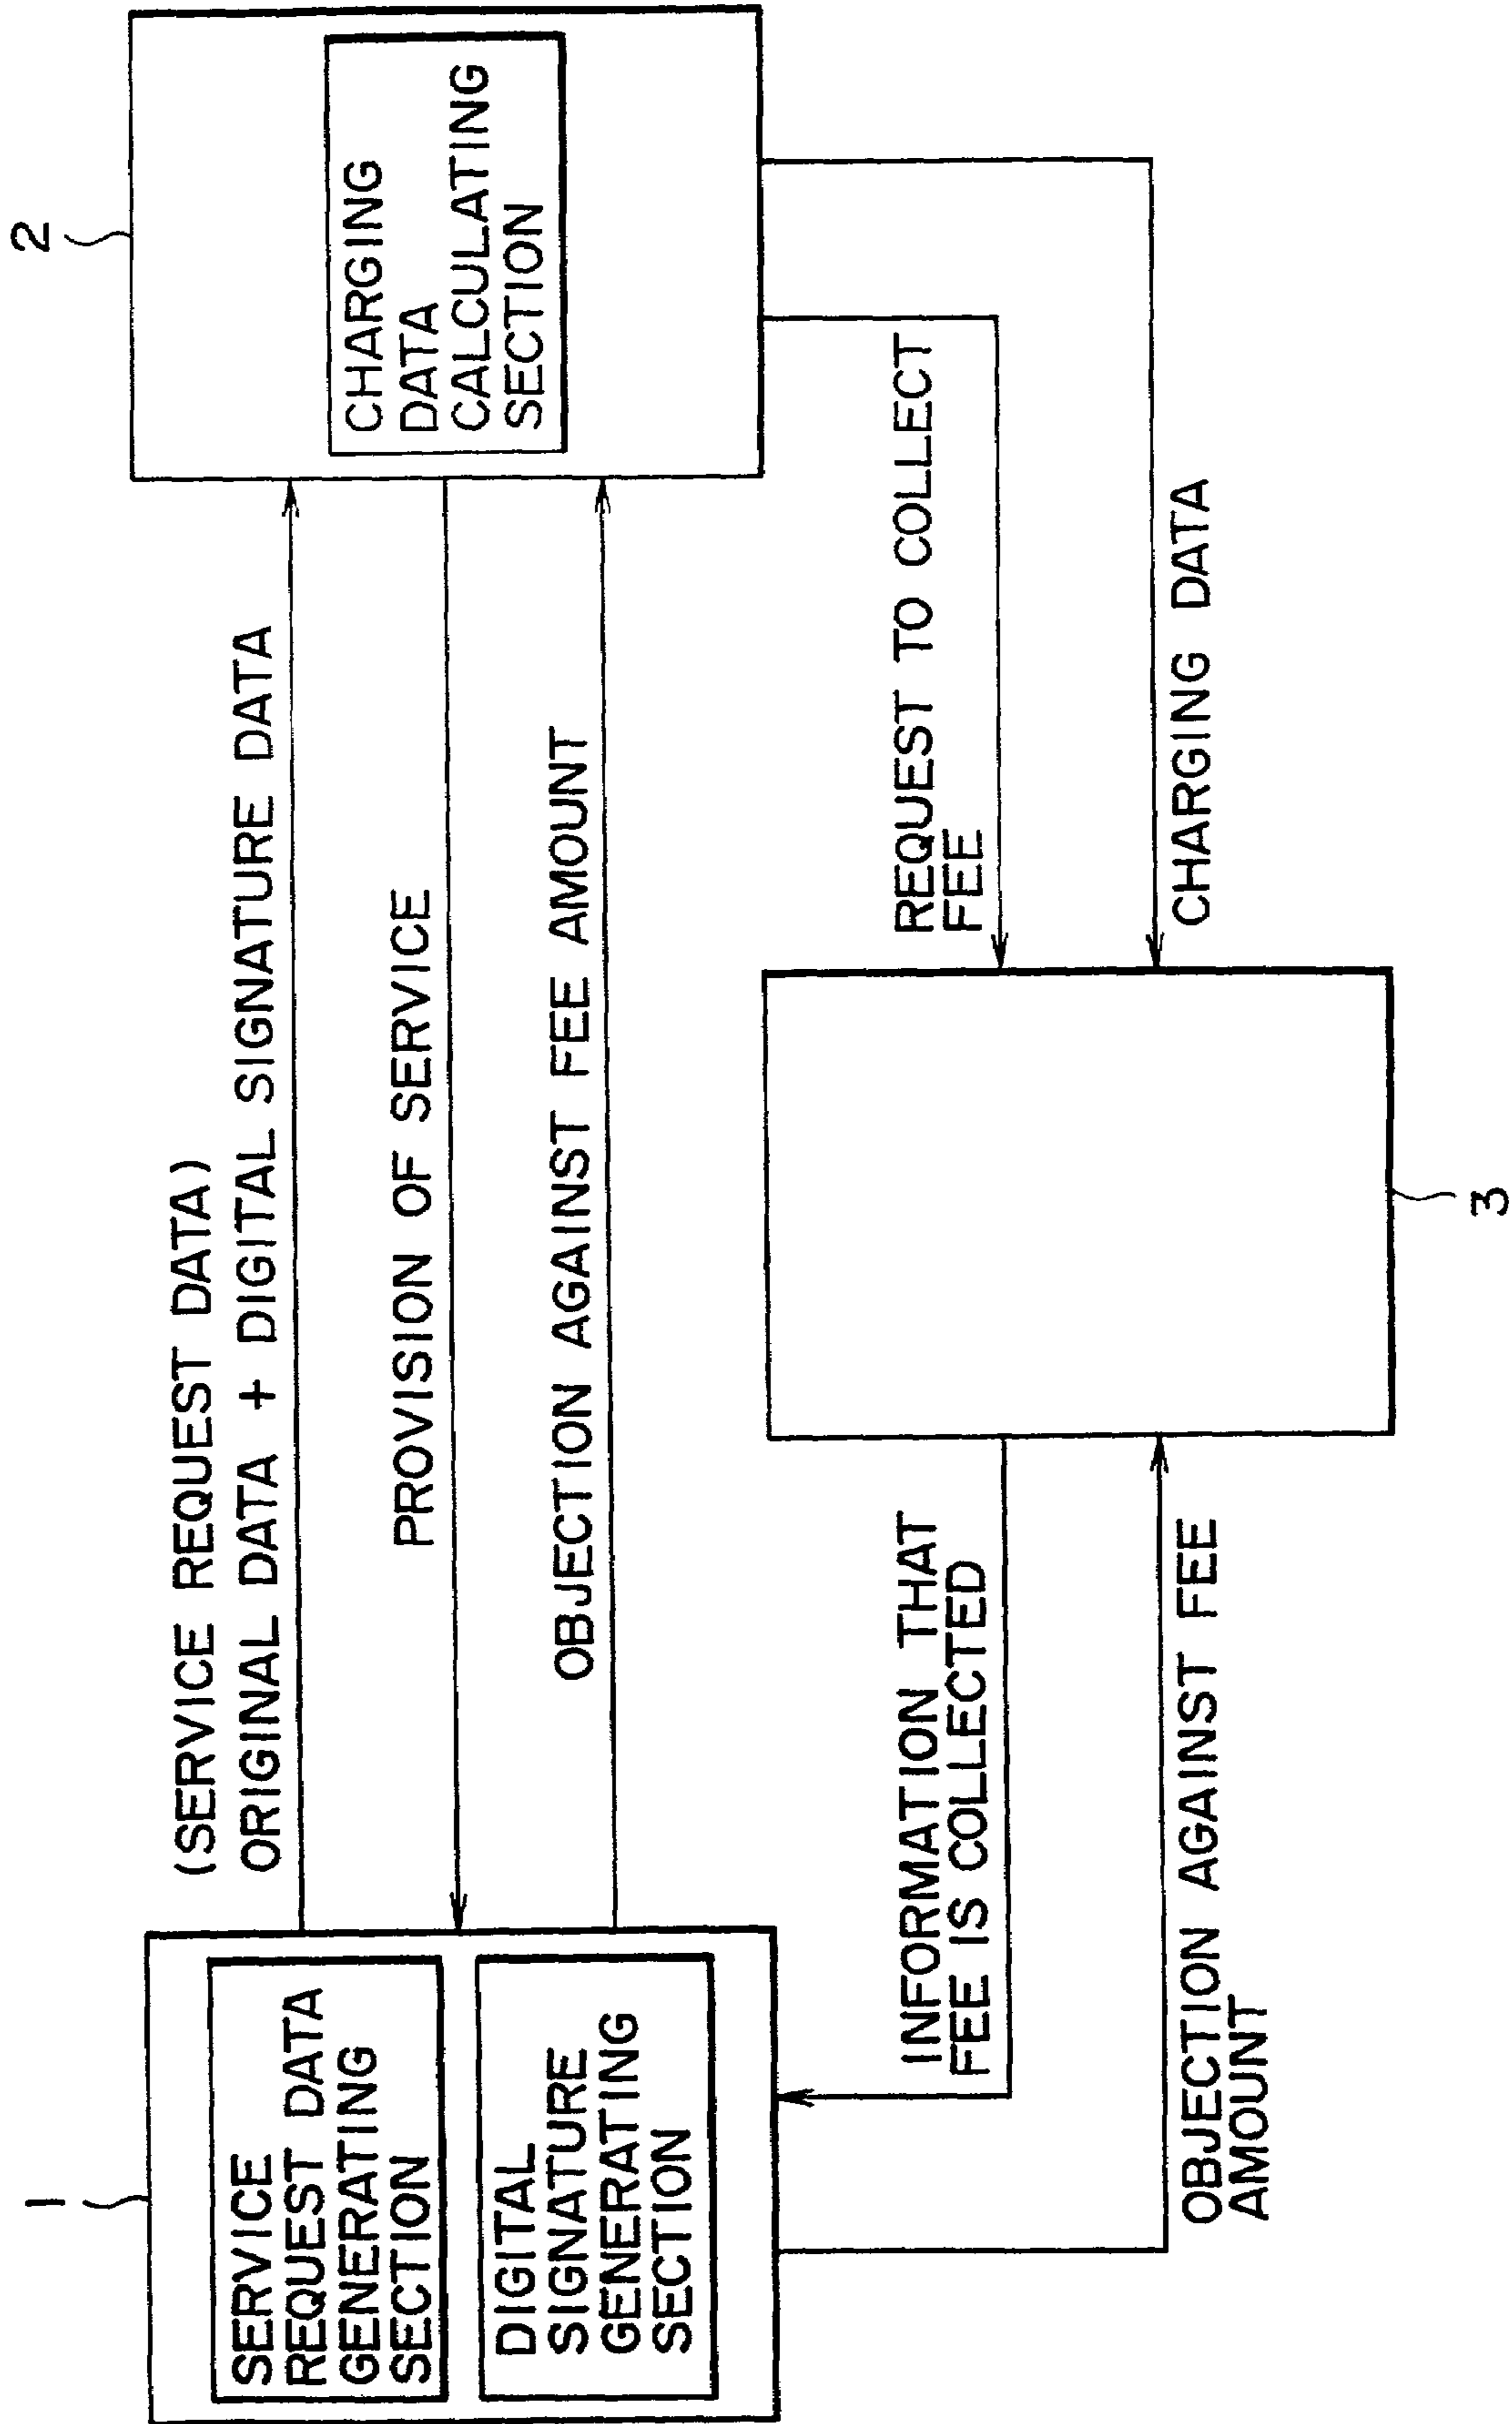 1
SERVICE
REQUEST DATA
GENERATING
SECTION
DIGITAL
SIGNATURE
GENERATING
SECTION
(SERVICE REQUEST DATA)
ORIGINAL DATA + DIGITAL SIGNATURE DATA
PROVISION OF SERVICE
OBJECTION AGAINST FEE AMOUNT
2
CHARGING
DATA
CALCULATING
SECTION
INFORMATION THAT
FEE IS COLLECTED
OBJECTION AGAINST FEE
AMOUNT
REQUEST TO COLLECT
FEE
CHARGING DATA
3